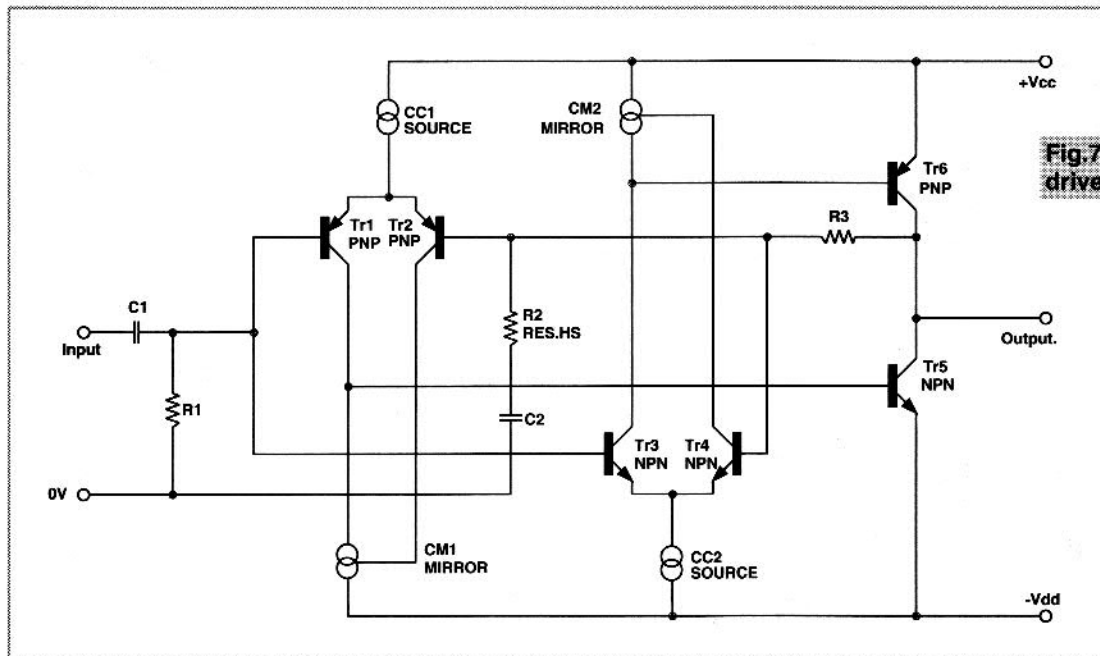 +Vcc
CC1
SOURCE
CM2
MIRROR
Fig.7
drive
Tr6
PNP
R3
Tr1
PNP
Tr2
PNP
C1
R2
RES.HS
Input
Output.
Tr5
NPN
R1
C2
Tr3
NPN
Tr4
NPN
0V
CM1
MIRROR
CC2
SOURCE
-Vdd